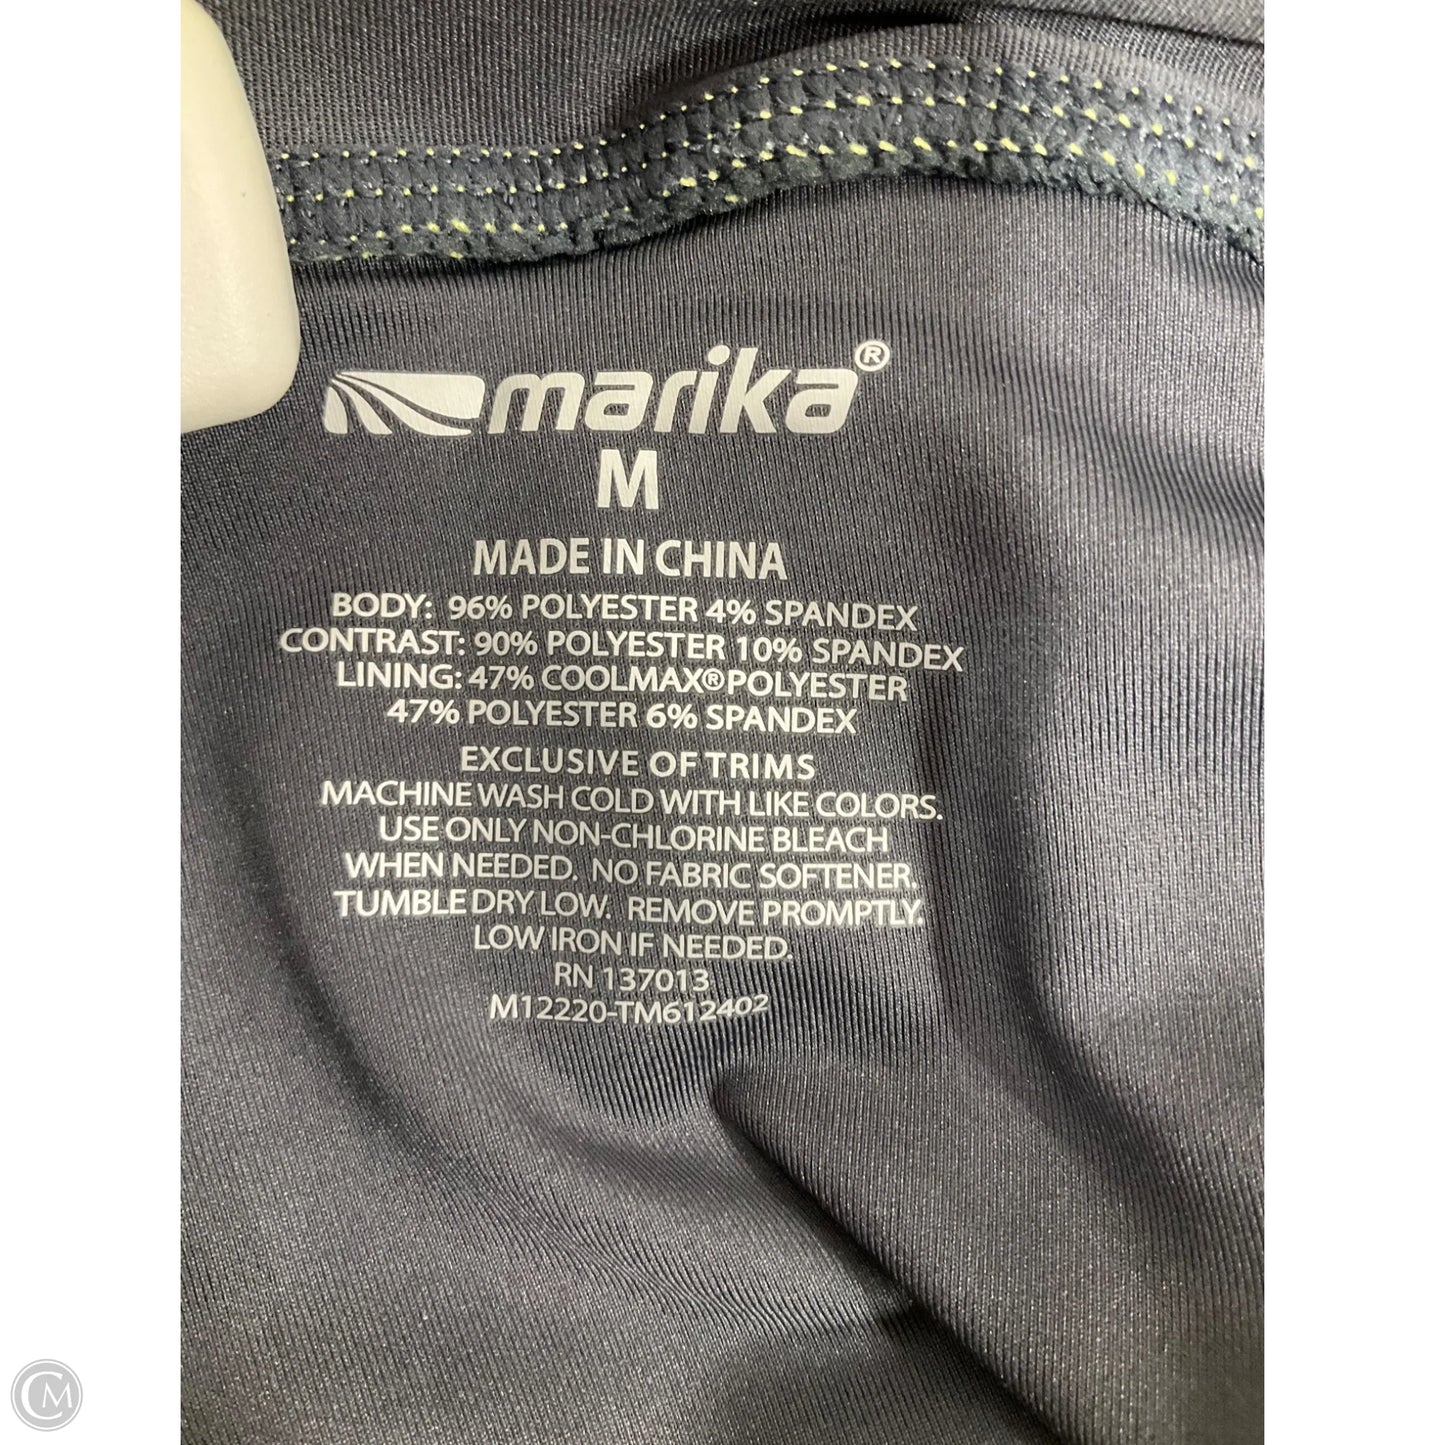 marika®
M
MADE IN CHINA
BODY: 96% POLYESTER 4% SPANDEX
CONTRAST: 90% POLYESTER 10% SPANDEX
LINING: 47% COOLMAX® POLYESTER
47% POLYESTER 6% SPANDEX
EXCLUSIVE OF TRIMS
MACHINE WASH COLD WITH LIKE COLORS.
USE ONLY NON-CHLORINE BLEACH
WHEN NEEDED. NO FABRIC SOFTENER.
TUMBLE DRY LOW. REMOVE PROMPTLY.
LOW IRON IF NEEDED.
RN 137013
M12220-TM612402
CM